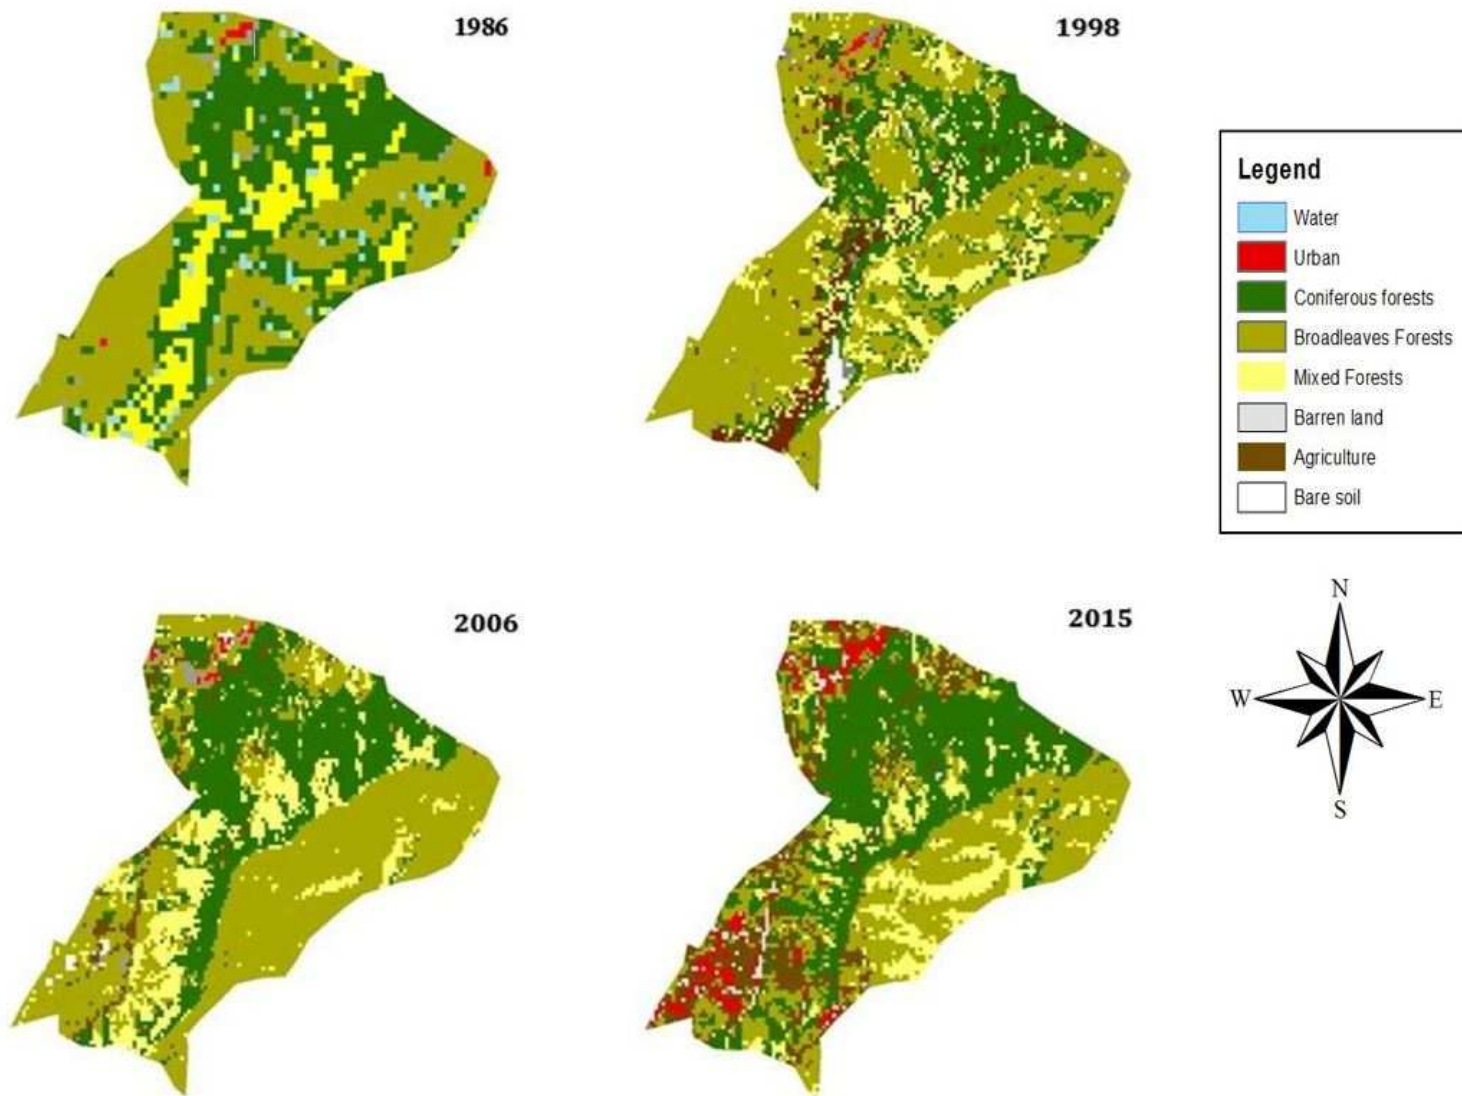 1986
1998
Legend
Water
Urban
Coniferous forests
Broadleaves Forests
Mixed Forests
Barren land
Agriculture
Bare soil
2006
2015
N
W E
S